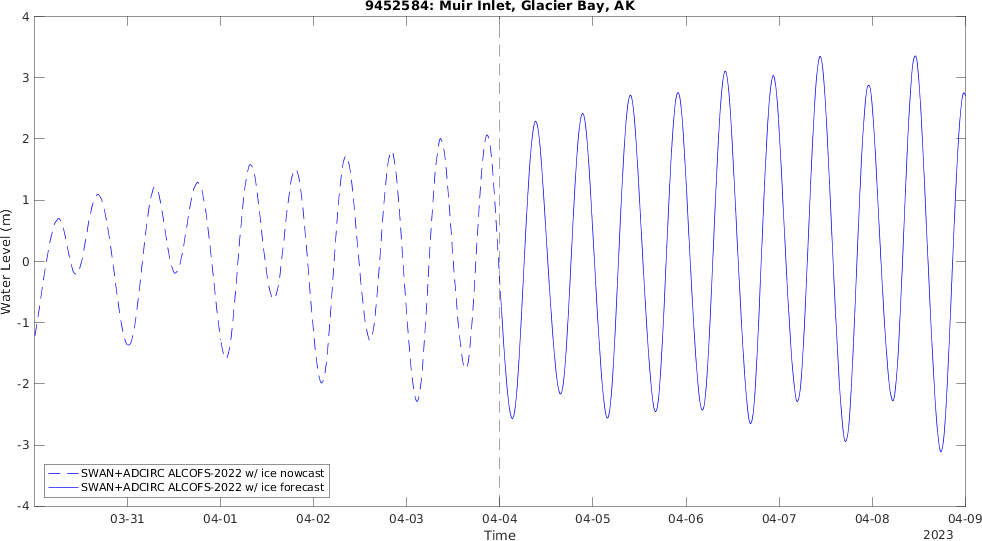 9452584: Muir Inlet, Glacier Bay, AK
Water Level (m)
4
3
2
1
0
-1
-2
-3
-4
SWAN+ADCIRC ALCOFS-2022 w/ ice nowcast
SWAN+ADCIRC ALCOFS-2022 w/ ice forecast
03-31 04-01 04-02 04-03 04-04 04-05 04-06 04-07 04-08 04-09
Time
2023